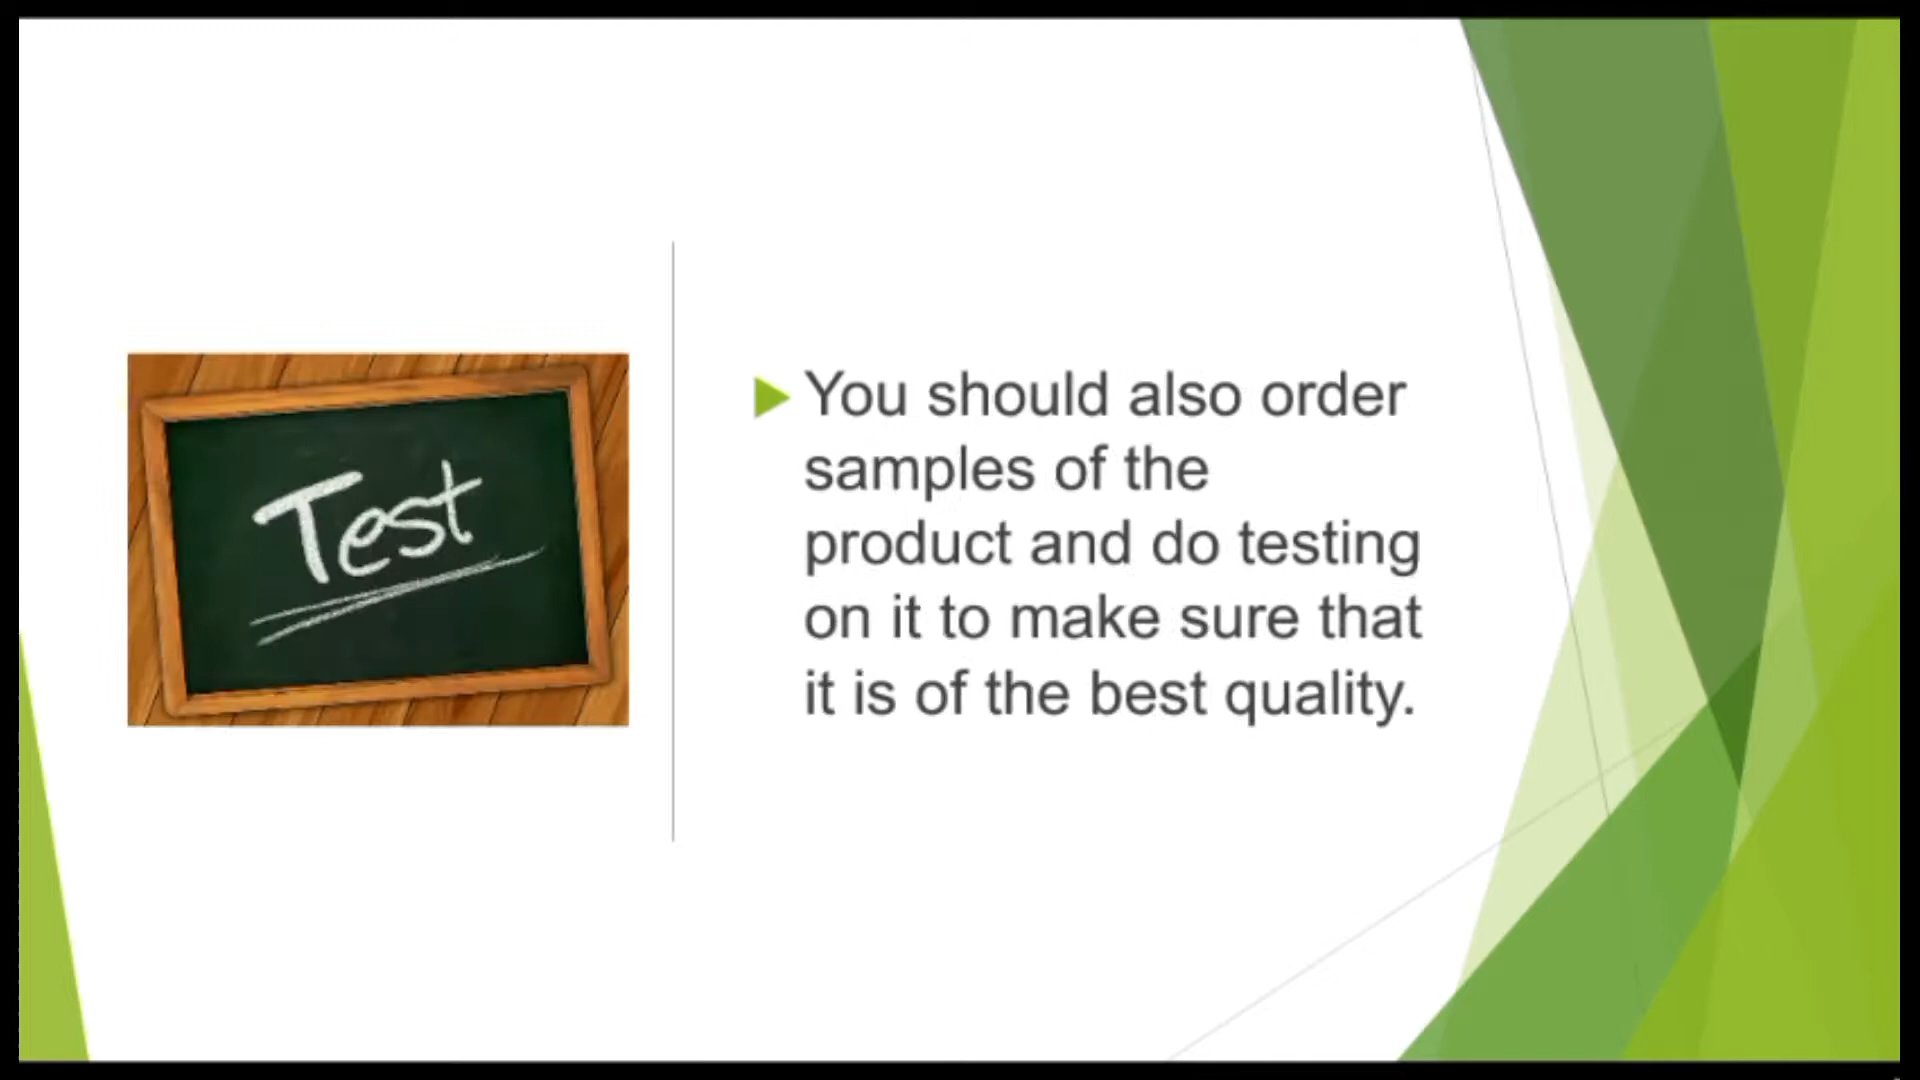 Test
You should also order
samples of the
product and do testing
on it to make sure that
it is of the best quality.